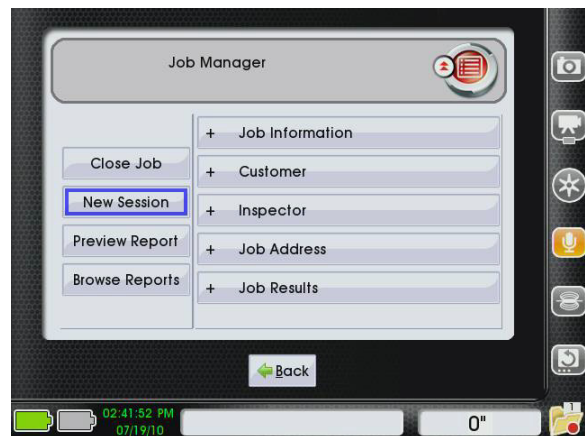 Job Manager
+ Job Information
Close Job
+ Customer
New Session
+ Inspector
Preview Report
+ Job Address
Browse Reports
+ Job Results
Back
02:41:52 PM
07/19/10
0"
1